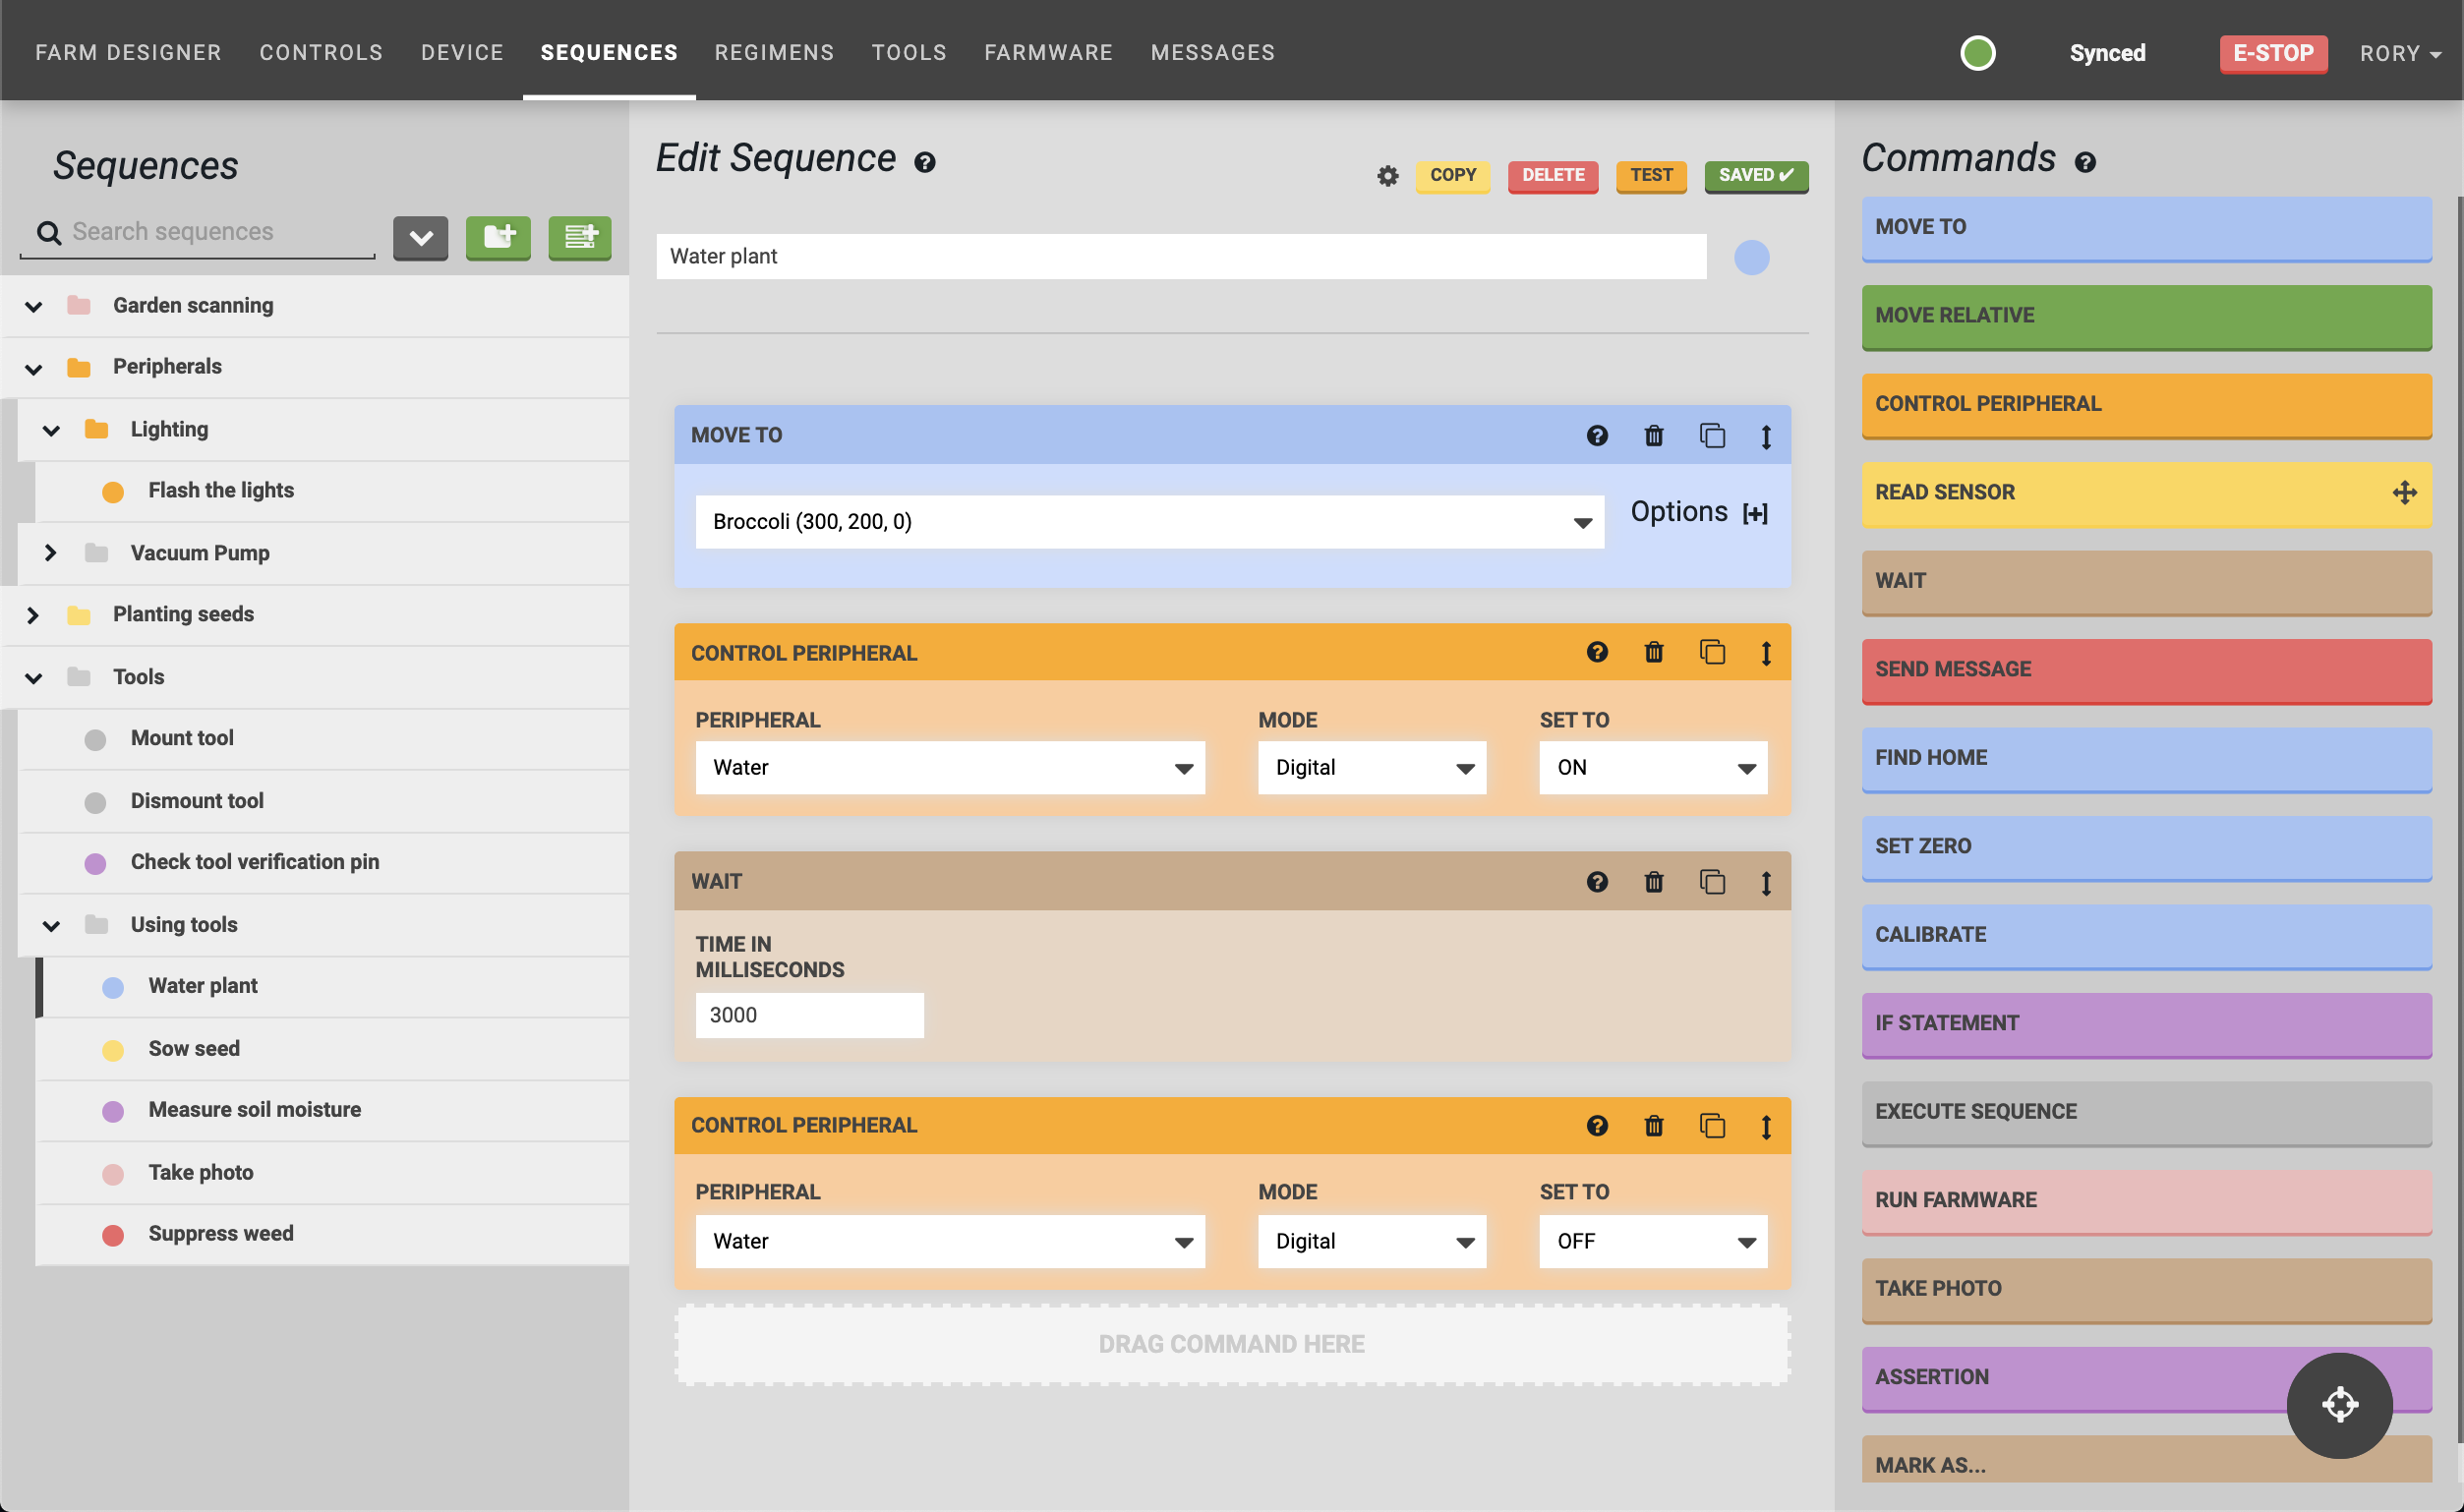 FARM DESIGNER CONTROLS DEVICE SEQUENCES REGIMENS TOOLS FARMWARE MESSAGES Synced E-STOP RORY
Sequences
Search sequences
Garden scanning
Peripherals
Lighting
Flash the lights
Vacuum Pump
Planting seeds
Tools
Mount tool
Dismount tool
Check tool verification pin
Using tools
Water plant
Sow seed
Measure soil moisture
Take photo
Suppress weed
Edit Sequence
COPY DELETE TEST SAVED ✔
Water plant
MOVE TO
Broccoli (300, 200, 0)
Options [+]
CONTROL PERIPHERAL
PERIPHERAL MODE SET TO
Water Digital ON
WAIT
TIME IN
MILLISECONDS
3000
CONTROL PERIPHERAL
PERIPHERAL MODE SET TO
Water Digital OFF
DRAG COMMAND HERE
Commands
MOVE TO
MOVE RELATIVE
CONTROL PERIPHERAL
READ SENSOR
WAIT
SEND MESSAGE
FIND HOME
SET ZERO
CALIBRATE
IF STATEMENT
EXECUTE SEQUENCE
RUN FARMWARE
TAKE PHOTO
ASSERTION
MARK AS...